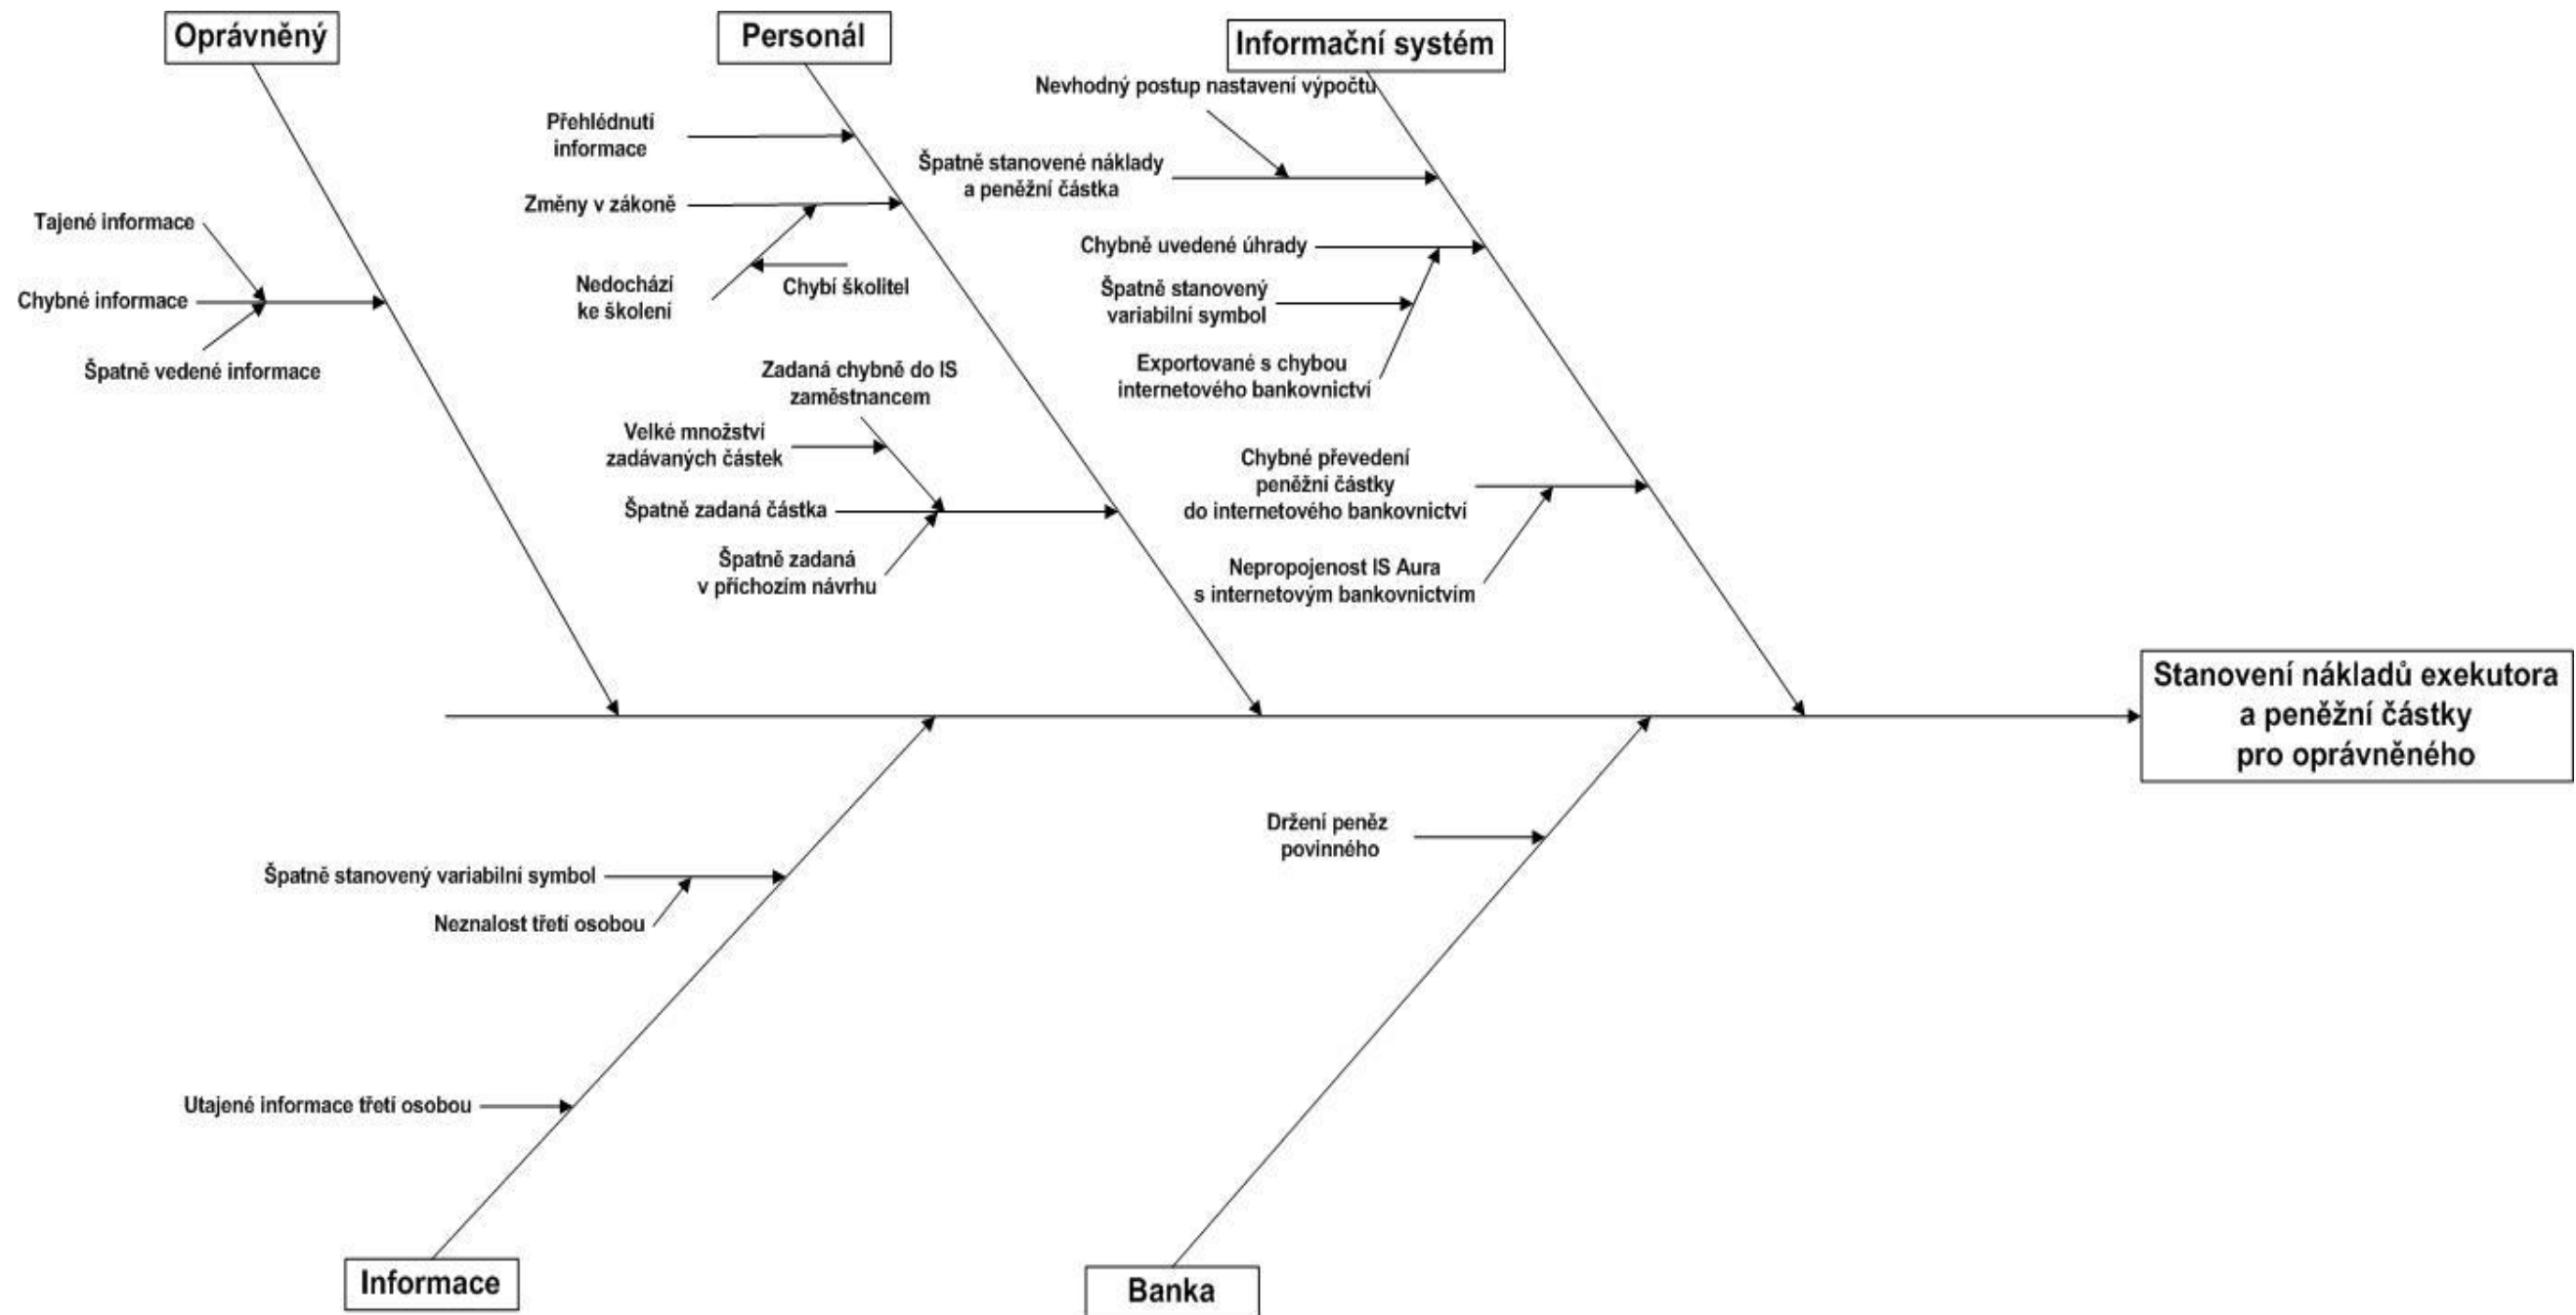 Oprávněný
Personál
Informační systém
Nevhodný postup nastavení výpočtu
Přehlédnutí
informace
Špatně stanovené náklady
a peněžní částka
Změny v zákoně
Tajené informace
Chybně uvedené úhrady
Nedochází
ke školení
Chybí školitel
Špatně stanovený
variabilní symbol
Chybné informace
Špatně vedené informace
Zadaná chybně do IS
zaměstnancem
Exportované s chybou
internetového bankovnictví
Velké množství
zadávaných částek
Chybné převedení
peněžní částky
do internetového bankovnictví
Špatně zadaná částka
Špatně zadaná
v příchozím návrhu
Nepropojenost IS Aura
s internetovým bankovnictvím
Stanovení nákladů exekutora
a peněžní částky
pro oprávněného
Držení peněz
povinného
Špatně stanovený variabilní symbol
Neznalost třetí osobou
Utajené informace třetí osobou
Informace
Banka